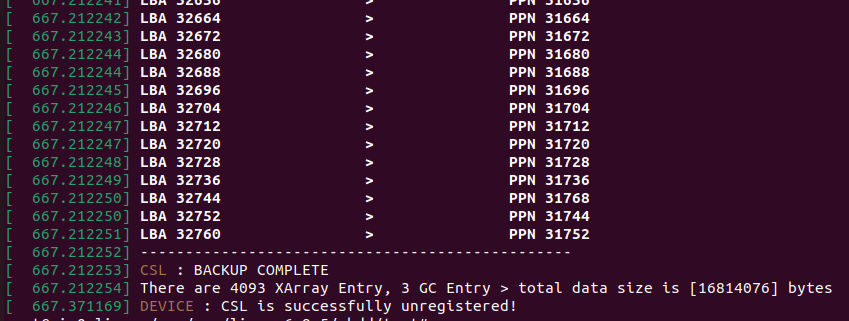 [  667.212241] LBA 32656                >               PPN 31656
[  667.212242] LBA 32664                >               PPN 31664
[  667.212243] LBA 32672                >               PPN 31672
[  667.212244] LBA 32680                >               PPN 31680
[  667.212244] LBA 32688                >               PPN 31688
[  667.212245] LBA 32696                >               PPN 31696
[  667.212246] LBA 32704                >               PPN 31704
[  667.212247] LBA 32712                >               PPN 31712
[  667.212247] LBA 32720                >               PPN 31720
[  667.212248] LBA 32728                >               PPN 31728
[  667.212249] LBA 32736                >               PPN 31736
[  667.212250] LBA 32744                >               PPN 31768
[  667.212250] LBA 32752                >               PPN 31744
[  667.212251] LBA 32760                >               PPN 31752
[  667.212252] ------------------------------------------------
[  667.212253] CSL : BACKUP COMPLETE
[  667.212254] There are 4093 XArray Entry, 3 GC Entry > total data size is [16814076] bytes
[  667.371169] DEVICE : CSL is successfully unregistered!